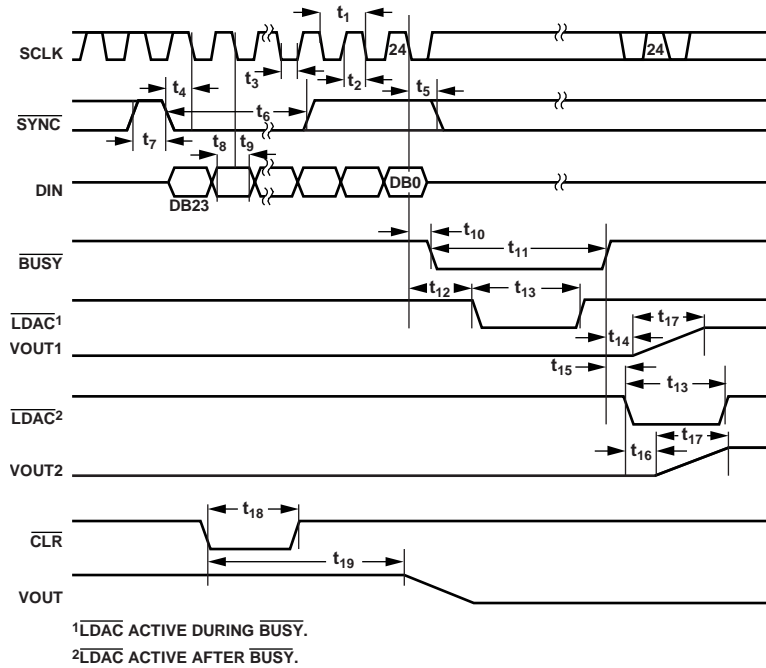 t1
SCLK
24
24
t3
t2
t4
t5
t6
SYNC
t7
t8
t9
DIN
DB0
DB23
t10
t11
BUSY
t12
t13
LDAC1
t17
t14
VOUT1
t15
t13
LDAC2
t17
t16
VOUT2
t18
CLR
t19
VOUT
1LDAC ACTIVE DURING BUSY.
2LDAC ACTIVE AFTER BUSY.